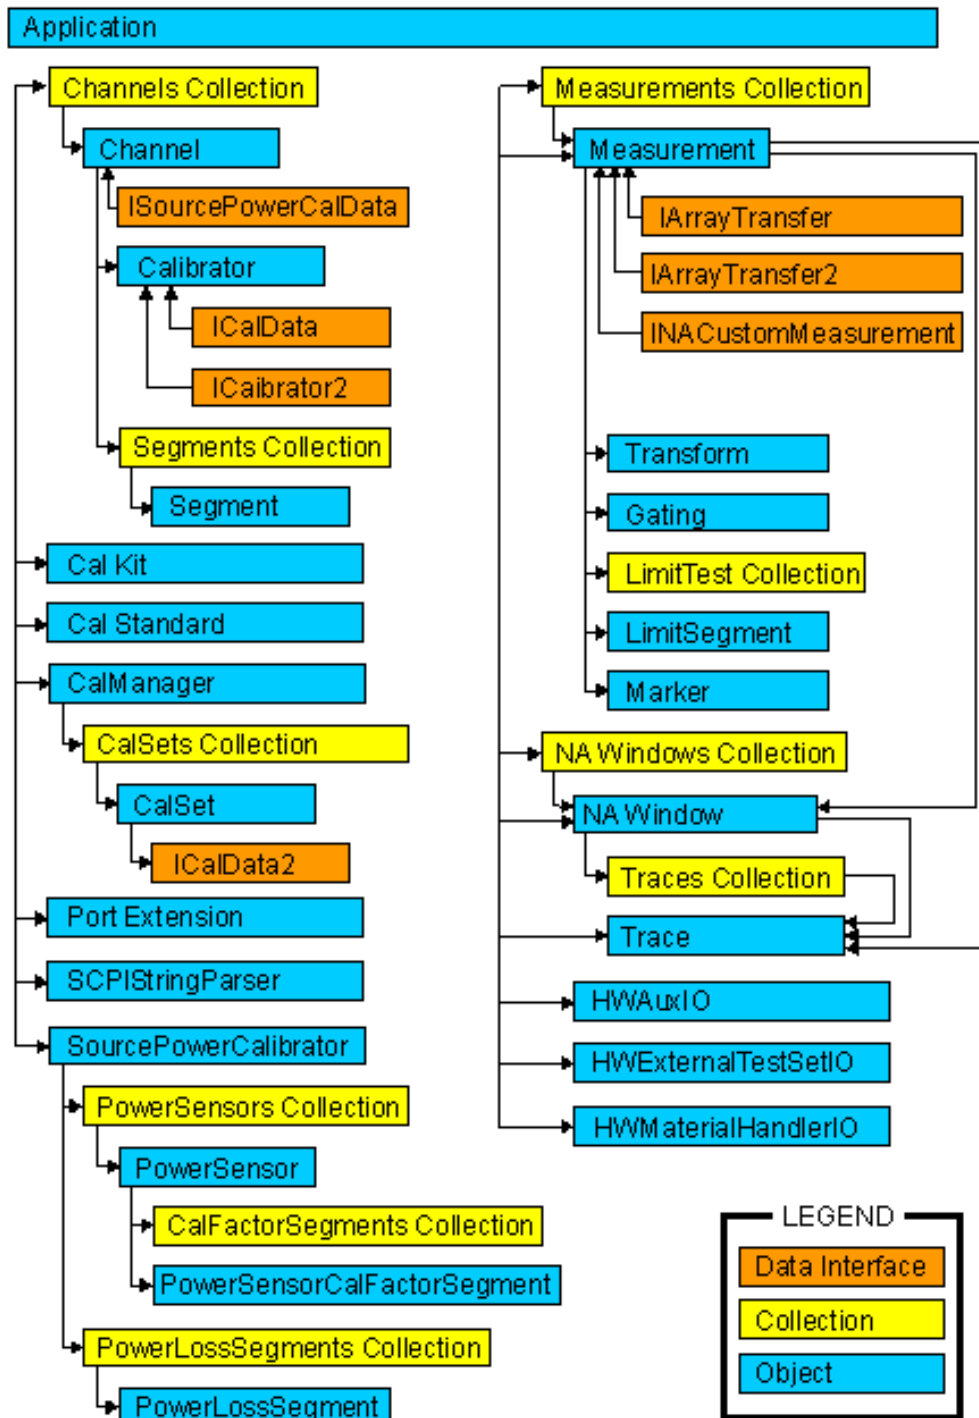 Application
Channels Collection
Channel
ISourcePowerCalData
Calibrator
ICalData
ICaibrator2
Segments Collection
Segment
Cal Kit
Cal Standard
CalManager
CalSets Collection
CalSet
ICalData2
Port Extension
SCPIStringParser
SourcePowerCalibrator
PowerSensors Collection
PowerSensor
CalFactorSegments Collection
PowerSensorCalFactorSegment
PowerLossSegments Collection
PowerLossSegment
Measurements Collection
Measurement
IArrayTransfer
IArrayTransfer2
INACustomMeasurement
Transform
Gating
LimitTest Collection
LimitSegment
Marker
NA Windows Collection
NA Window
Traces Collection
Trace
HWAuxIO
HWExternalTestSetIO
HWMaterialHandlerIO
LEGEND
Data Interface
Collection
Object